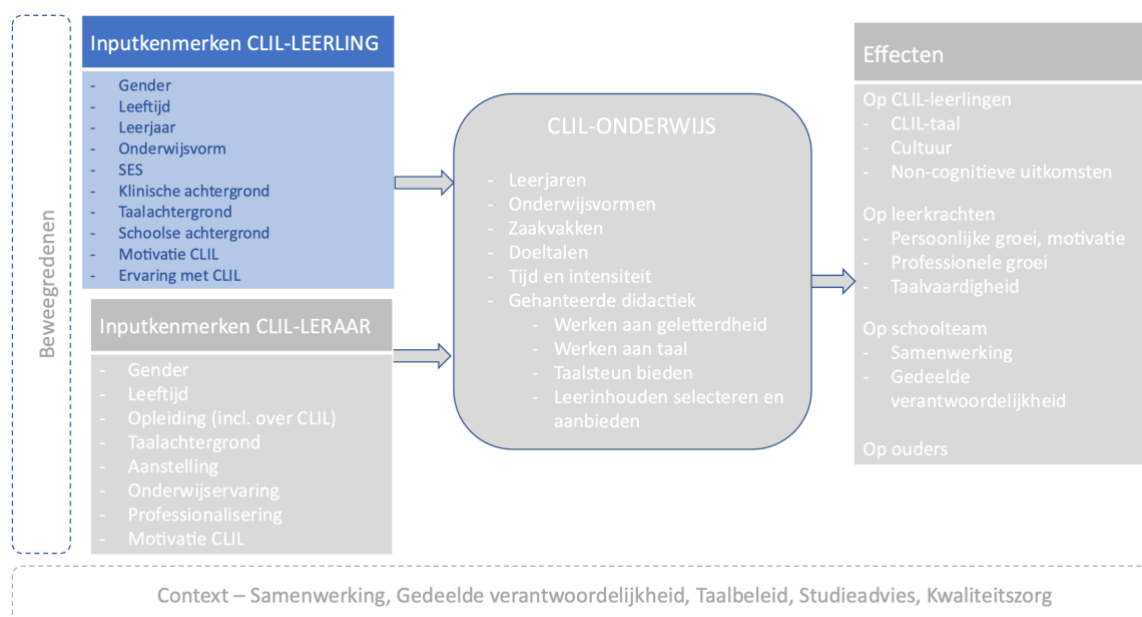 Beweegredenen
Inputkenmerken CLIL-LEERLING
- Gender
- Leeftijd
- Leerjaar
- Onderwijsvorm
- SES
- Klinische achtergrond
- Taalachtergrond
- Schoolse achtergrond
- Motivatie CLIL
- Ervaring met CLIL
Inputkenmerken CLIL-LERAAR
- Gender
- Leeftijd
- Opleiding (incl. over CLIL)
- Taalachtergrond
- Aanstelling
- Onderwijservaring
- Professionalisering
- Motivatie CLIL
CLIL-ONDERWIJS
- Leerjaren
- Onderwijsvormen
- Zaakvakken
- Doeltalen
- Tijd en intensiteit
- Gehanteerde didactiek
- Werken aan geletterdheid
- Werken aan taal
- Taalsteun bieden
- Leerinhouden selecteren en
aanbieden
Effecten
Op CLIL-leerlingen
- CLIL-taal
- Cultuur
- Non-cognitieve uitkomsten
Op leerkrachten
- Persoonlijke groei, motivatie
- Professionele groei
- Taalvaardigheid
Op schoolteam
- Samenwerking
- Gedeelde
verantwoordelijkheid
Op ouders
Context – Samenwerking, Gedeelde verantwoordelijkheid, Taalbeleid, Studieadvies, Kwaliteitszorg